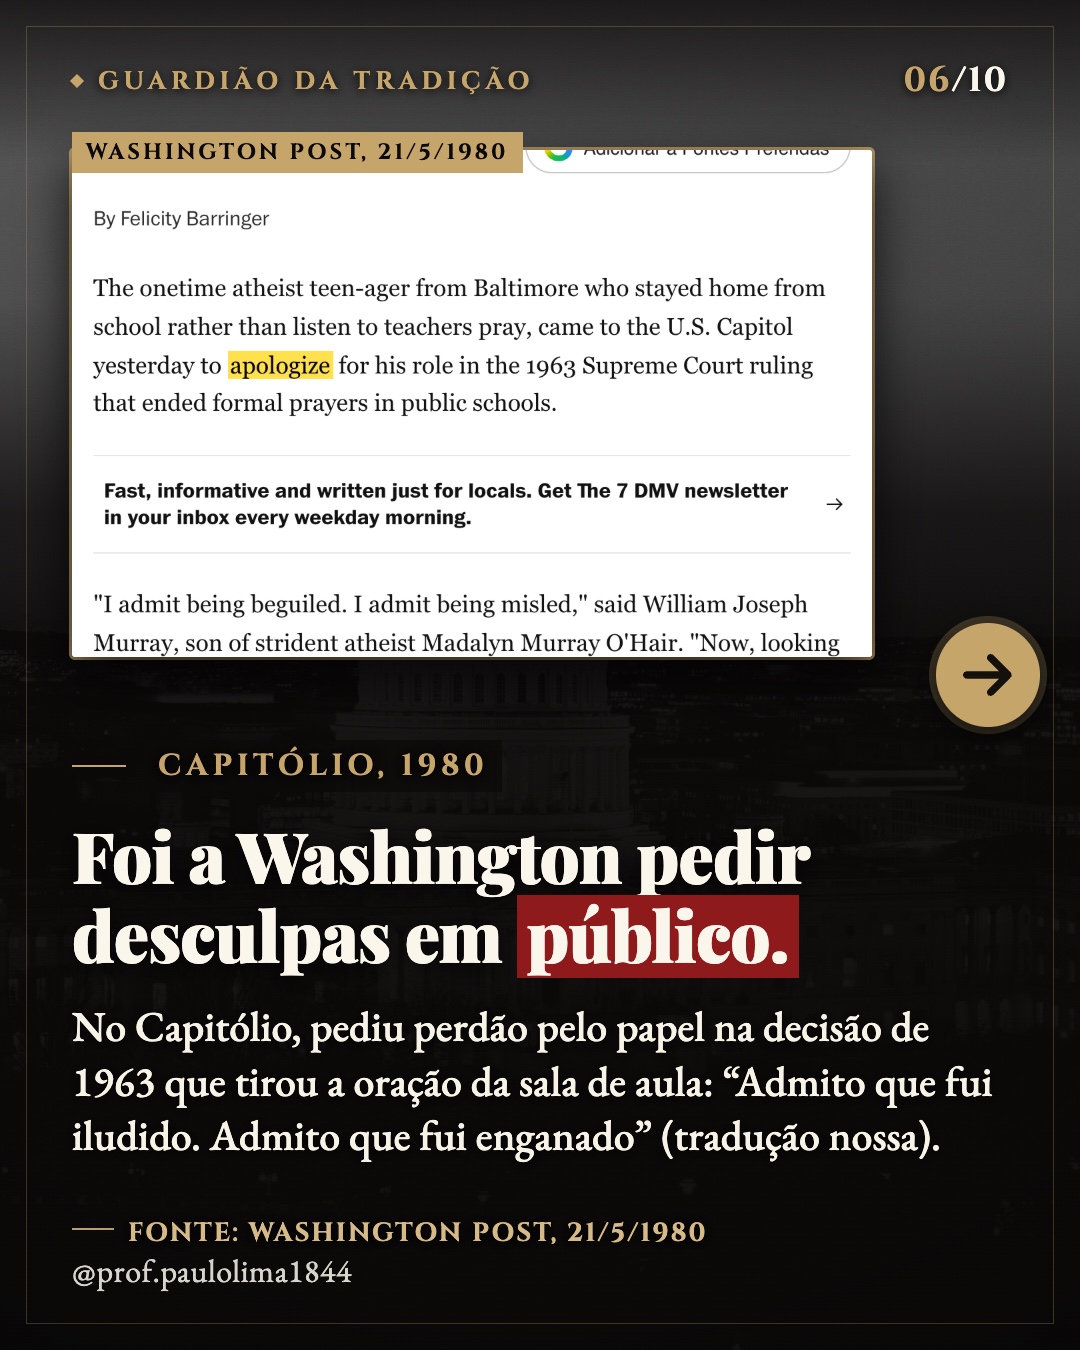 ◆ GUARDIÃO DA TRADIÇÃO
06/10
WASHINGTON POST, 21/5/1980
Adicionar a Fontes Preferidas
By Felicity Barringer
The onetime atheist teen-ager from Baltimore who stayed home from
school rather than listen to teachers pray, came to the U.S. Capitol
yesterday to apologize for his role in the 1963 Supreme Court ruling
that ended formal prayers in public schools.
Fast, informative and written just for locals. Get The 7 DMV newsletter
in your inbox every weekday morning. →
"I admit being beguiled. I admit being misled," said William Joseph
Murray, son of strident atheist Madalyn Murray O'Hair. "Now, looking
CAPITÓLIO, 1980
Foi a Washington pedir
desculpas em público.
No Capitólio, pediu perdão pelo papel na decisão de
1963 que tirou a oração da sala de aula: “Admito que fui
iludido. Admito que fui enganado” (tradução nossa).
FONTE: WASHINGTON POST, 21/5/1980
@prof.paulolima1844